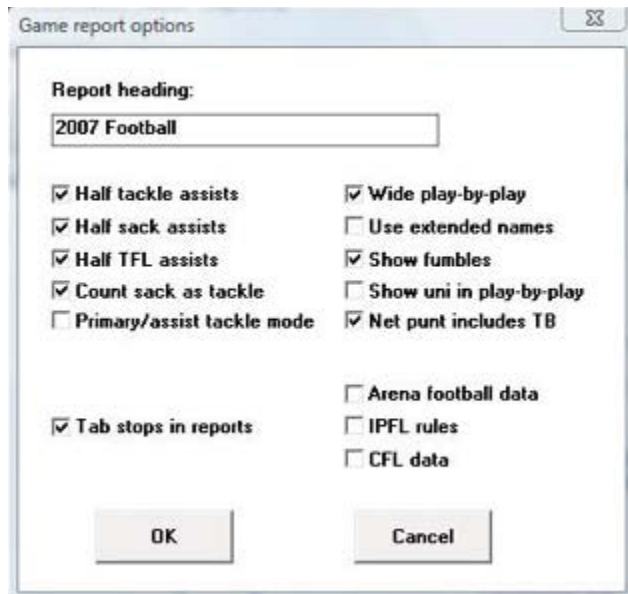 Game report options
Report heading:
2007 Football
Half tackle assists
Half sack assists
Half TFL assists
Count sack as tackle
Primary/assist tackle mode
Tab stops in reports
Wide play-by-play
Use extended names
Show fumbles
Show uni in play-by-play
Net punt includes TB
Arena football data
IPFL rules
CFL data
OK
Cancel